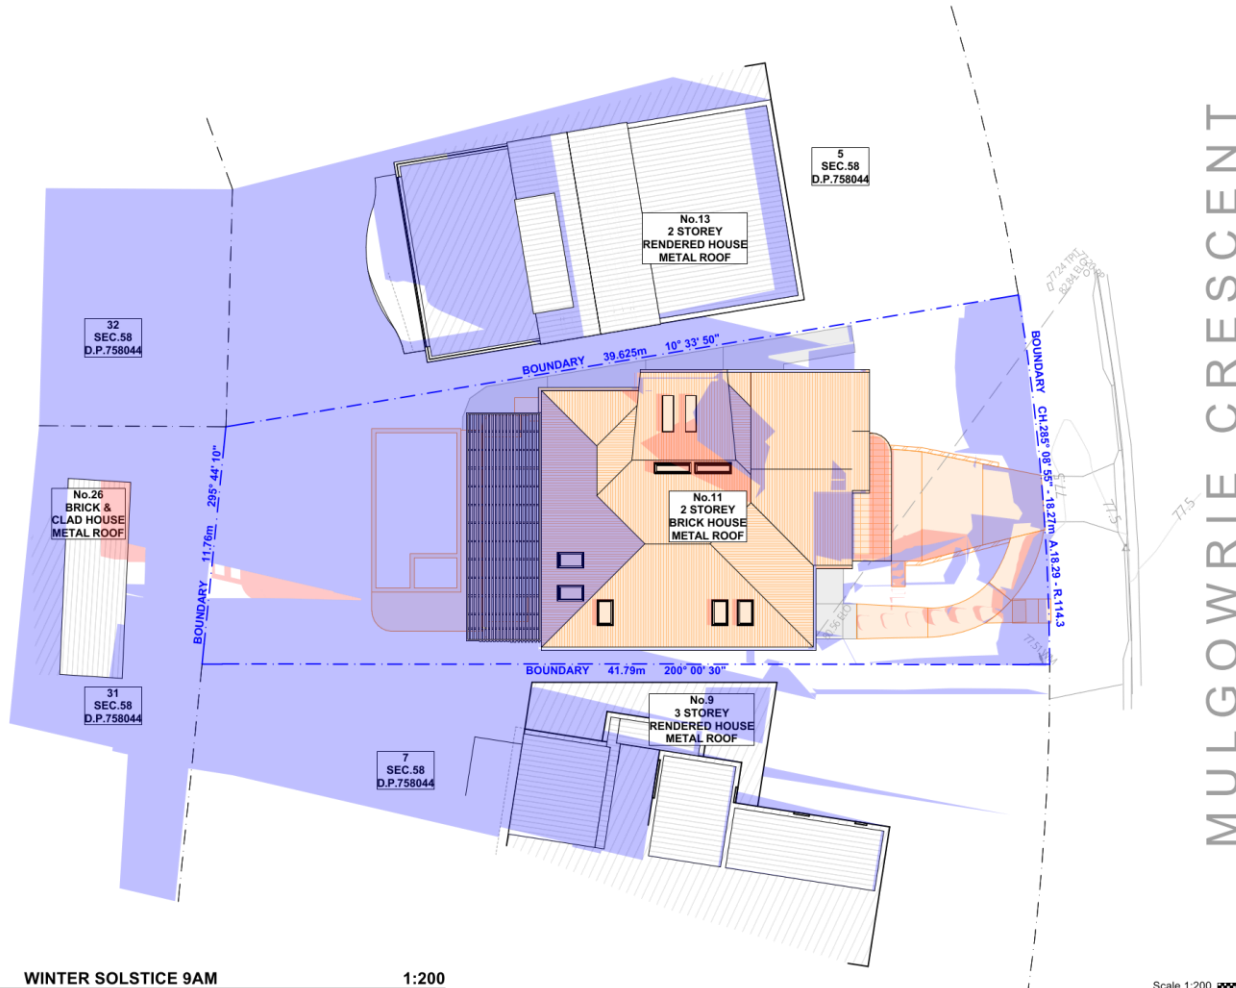 5
SEC.58
D.P.758044
No.13
2 STOREY
RENDERED HOUSE
METAL ROOF
32
SEC.58
D.P.758044
BOUNDARY 39.625m 10° 33' 50"
BOUNDARY CH.285° 08' 55" - 18.27m A.18.29 - R.114.3
MULGOWRIE CRESCENT
BOUNDARY 11.76m 295° 44' 10"
No.26
BRICK &
CLAD HOUSE
METAL ROOF
No.11
2 STOREY
BRICK HOUSE
METAL ROOF
77.5
77.5
31
SEC.58
D.P.758044
BOUNDARY 41.79m 200° 00' 30"
No.9
3 STOREY
RENDERED HOUSE
METAL ROOF
7
SEC.58
D.P.758044
WINTER SOLSTICE 9AM 1:200
Scale 1:200